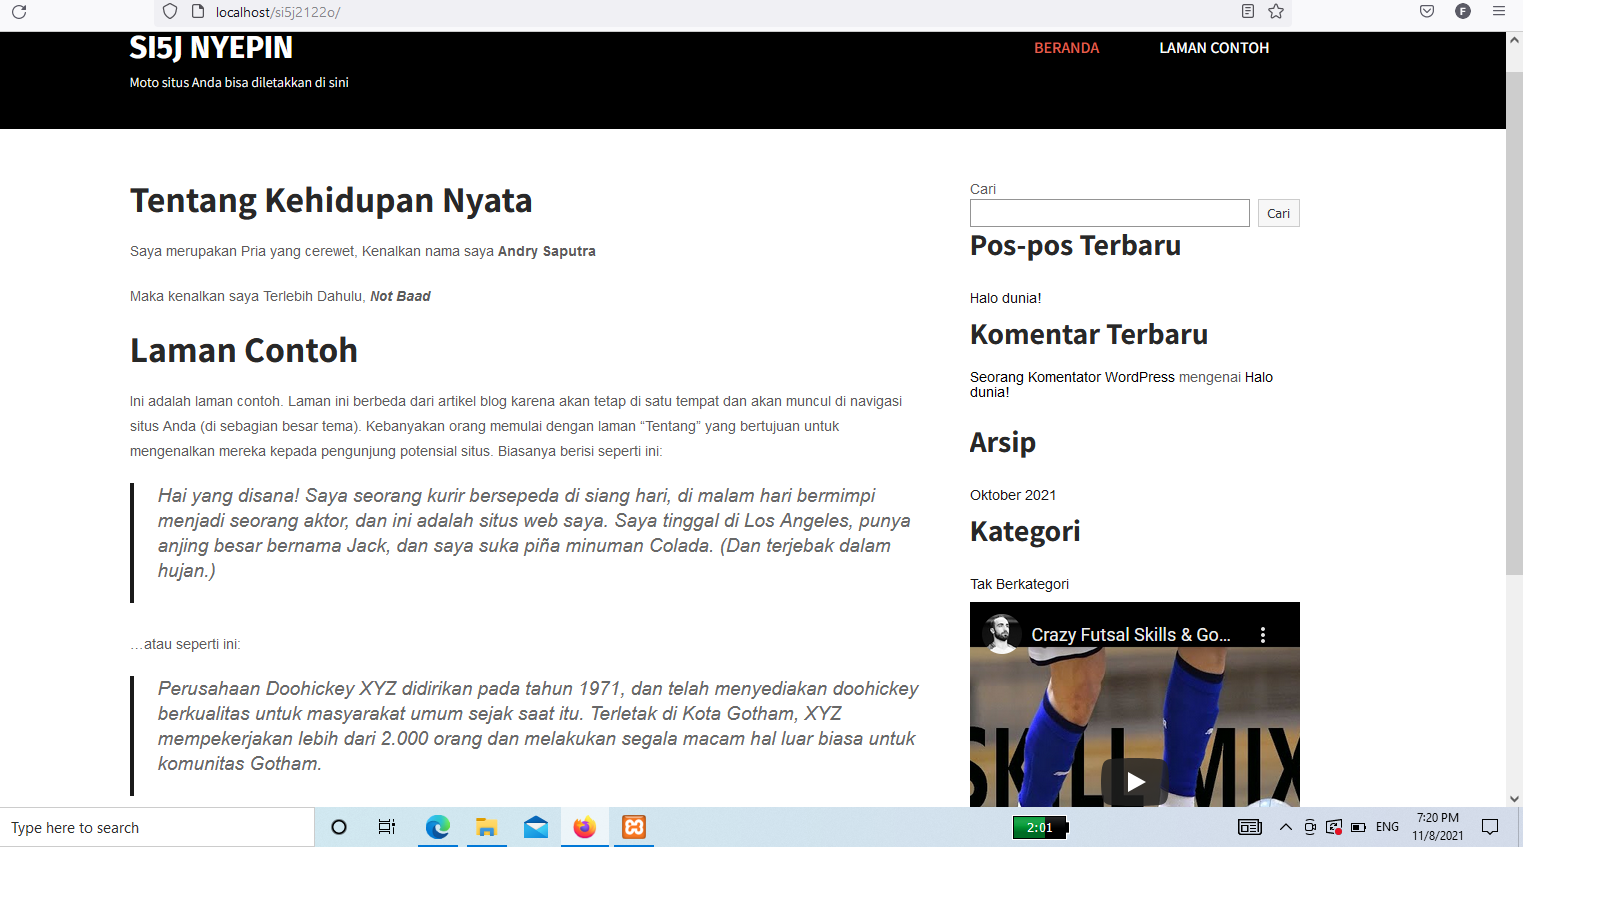 localhost/si5j2122o/
F
SI5J NYEPIN
BERANDA
LAMAN CONTOH
Moto situs Anda bisa diletakkan di sini
Tentang Kehidupan Nyata
Saya merupakan Pria yang cerewet, Kenalkan nama saya Andry Saputra
Maka kenalkan saya Terlebih Dahulu, Not Baad
Laman Contoh
Ini adalah laman contoh. Laman ini berbeda dari artikel blog karena akan tetap di satu tempat dan akan muncul di navigasi
situs Anda (di sebagian besar tema). Kebanyakan orang memulai dengan laman “Tentang” yang bertujuan untuk
mengenalkan mereka kepada pengunjung potensial situs. Biasanya berisi seperti ini:
Hai yang disana! Saya seorang kurir bersepeda di siang hari, di malam hari bermimpi
menjadi seorang aktor, dan ini adalah situs web saya. Saya tinggal di Los Angeles, punya
anjing besar bernama Jack, dan saya suka piña minuman Colada. (Dan terjebak dalam
hujan.)
…atau seperti ini:
Perusahaan Doohickey XYZ didirikan pada tahun 1971, dan telah menyediakan doohickey
berkualitas untuk masyarakat umum sejak saat itu. Terletak di Kota Gotham, XYZ
mempekerjakan lebih dari 2.000 orang dan melakukan segala macam hal luar biasa untuk
komunitas Gotham.
Cari
Cari
Pos-pos Terbaru
Halo dunia!
Komentar Terbaru
Seorang Komentator WordPress mengenai Halo
dunia!
Arsip
Oktober 2021
Kategori
Tak Berkategori
Crazy Futsal Skills & Go...
SKILL MIX
Type here to search
2:01
ENG
7:20 PM
11/8/2021